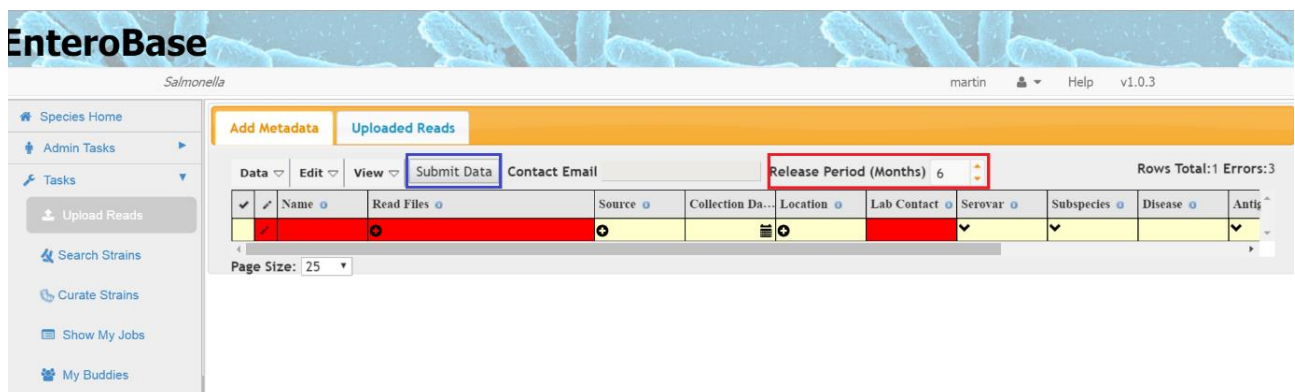 EnteroBase
Salmonella martin Help v1.0.3
Species Home
Admin Tasks
Tasks
Upload Reads
Search Strains
Curate Strains
Show My Jobs
My Buddies
Add Metadata Uploaded Reads
Data Edit View Submit Data Contact Email Release Period (Months) 6 Rows Total:1 Errors:3
Name Read Files Source Collection Da... Location Lab Contact Serovar Subspecies Disease Antig
Page Size: 25